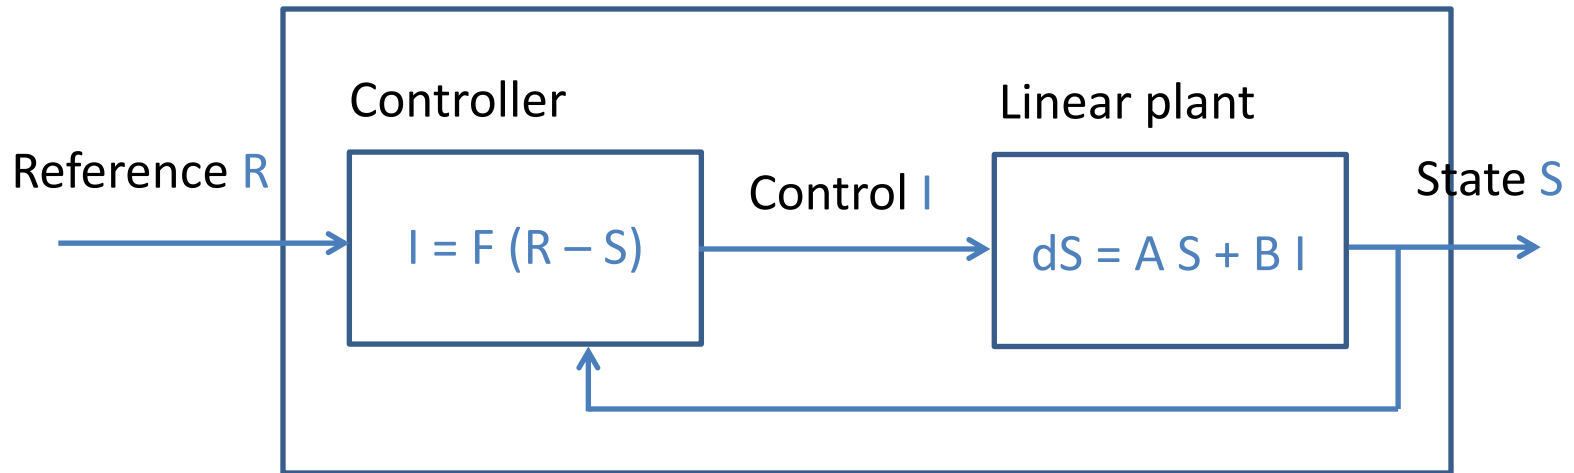 Controller
Linear plant
Reference R
Control I
State S
I = F (R – S)
dS = A S + B I